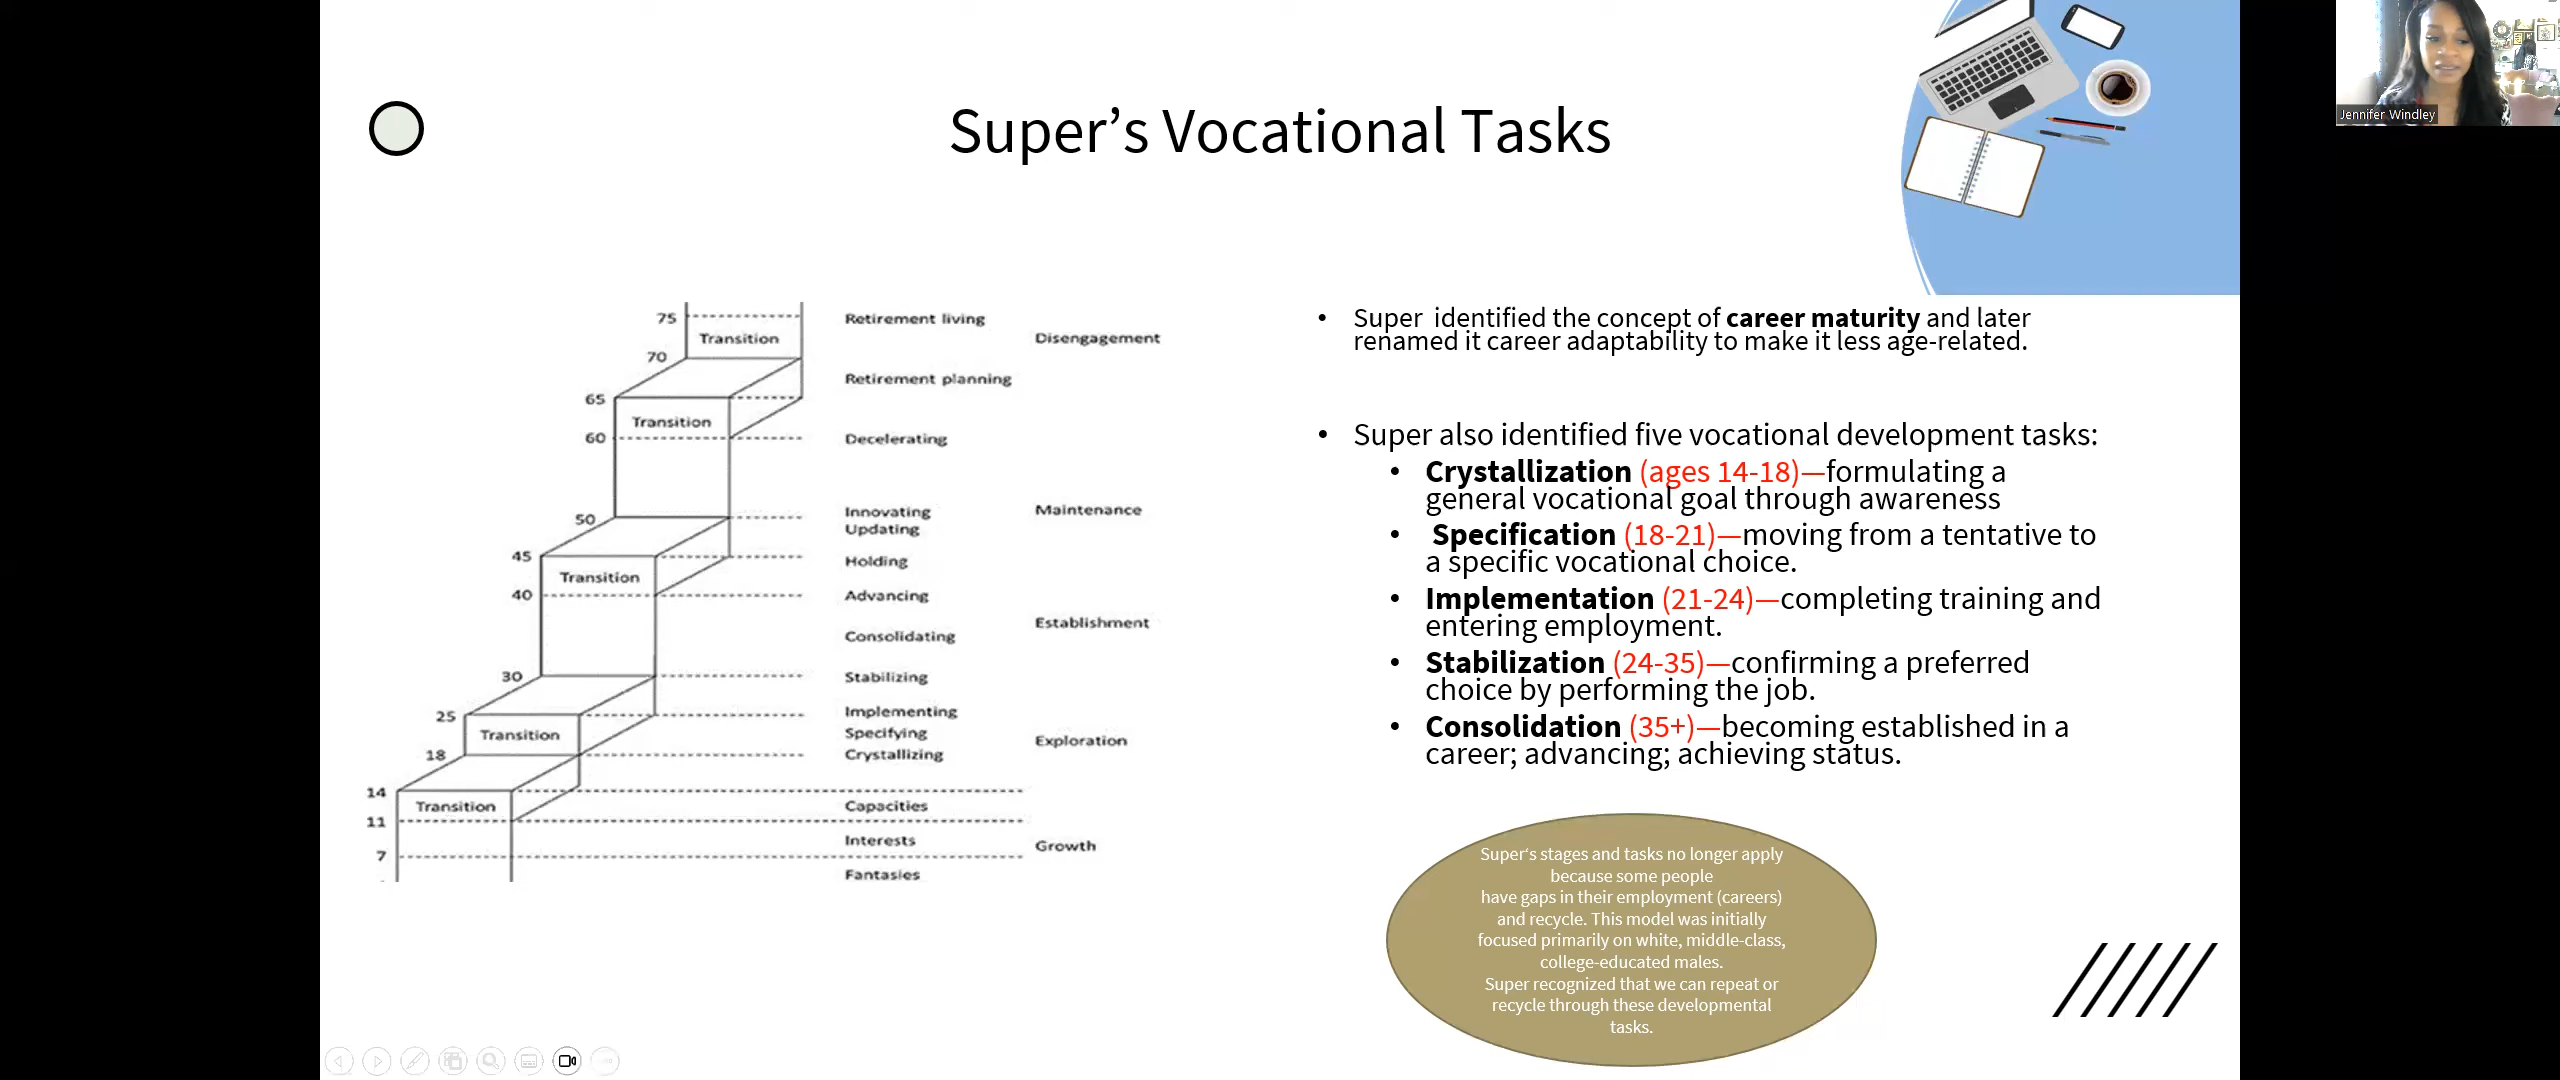 Super's Vocational Tasks
Jennifer Windley
75
Transition
70
65
Transition
60
50
45
Transition
40
30
25
Transition
18
14
Transition
11
7
Retirement living
Disengagement
Retirement planning
Decelerating
Innovating
Maintenance
Updating
Holding
Advancing
Establishment
Consolidating
Stabilizing
Implementing
Specifying
Exploration
Crystallizing
Capacities
Interests
Growth
Fantasies
• Super identified the concept of career maturity and later
renamed it career adaptability to make it less age-related.
• Super also identified five vocational development tasks:
• Crystallization (ages 14-18)—formulating a
general vocational goal through awareness
• Specification (18-21)—moving from a tentative to
a specific vocational choice.
• Implementation (21-24)—completing training and
entering employment.
• Stabilization (24-35)—confirming a preferred
choice by performing the job.
• Consolidation (35+)—becoming established in a
career; advancing; achieving status.
Super's stages and tasks no longer apply
because some people
have gaps in their employment (careers)
and recycle. This model was initially
focused primarily on white, middle-class,
college-educated males.
Super recognized that we can repeat or
recycle through these developmental
tasks.